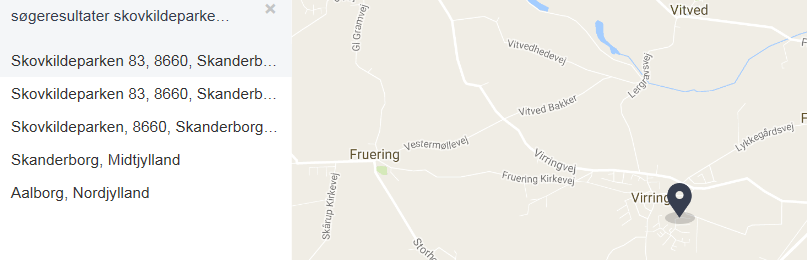 søgeresultater skovkildeparke...
Skovkildeparken 83, 8660, Skanderb...
Skovkildeparken 83, 8660, Skanderb...
Skovkildeparken, 8660, Skanderborg...
Skanderborg, Midtjylland
Aalborg, Nordjylland
Vitved
Gl Gramvej
Vitvedhedevej
Lergravsvej
Vitved Bakker
Vestermøllevej
Lykkegårdsvej
Fruering
Virringvej
Fruering Kirkevej
Virring
Skårup Kirkevej
Storho
F